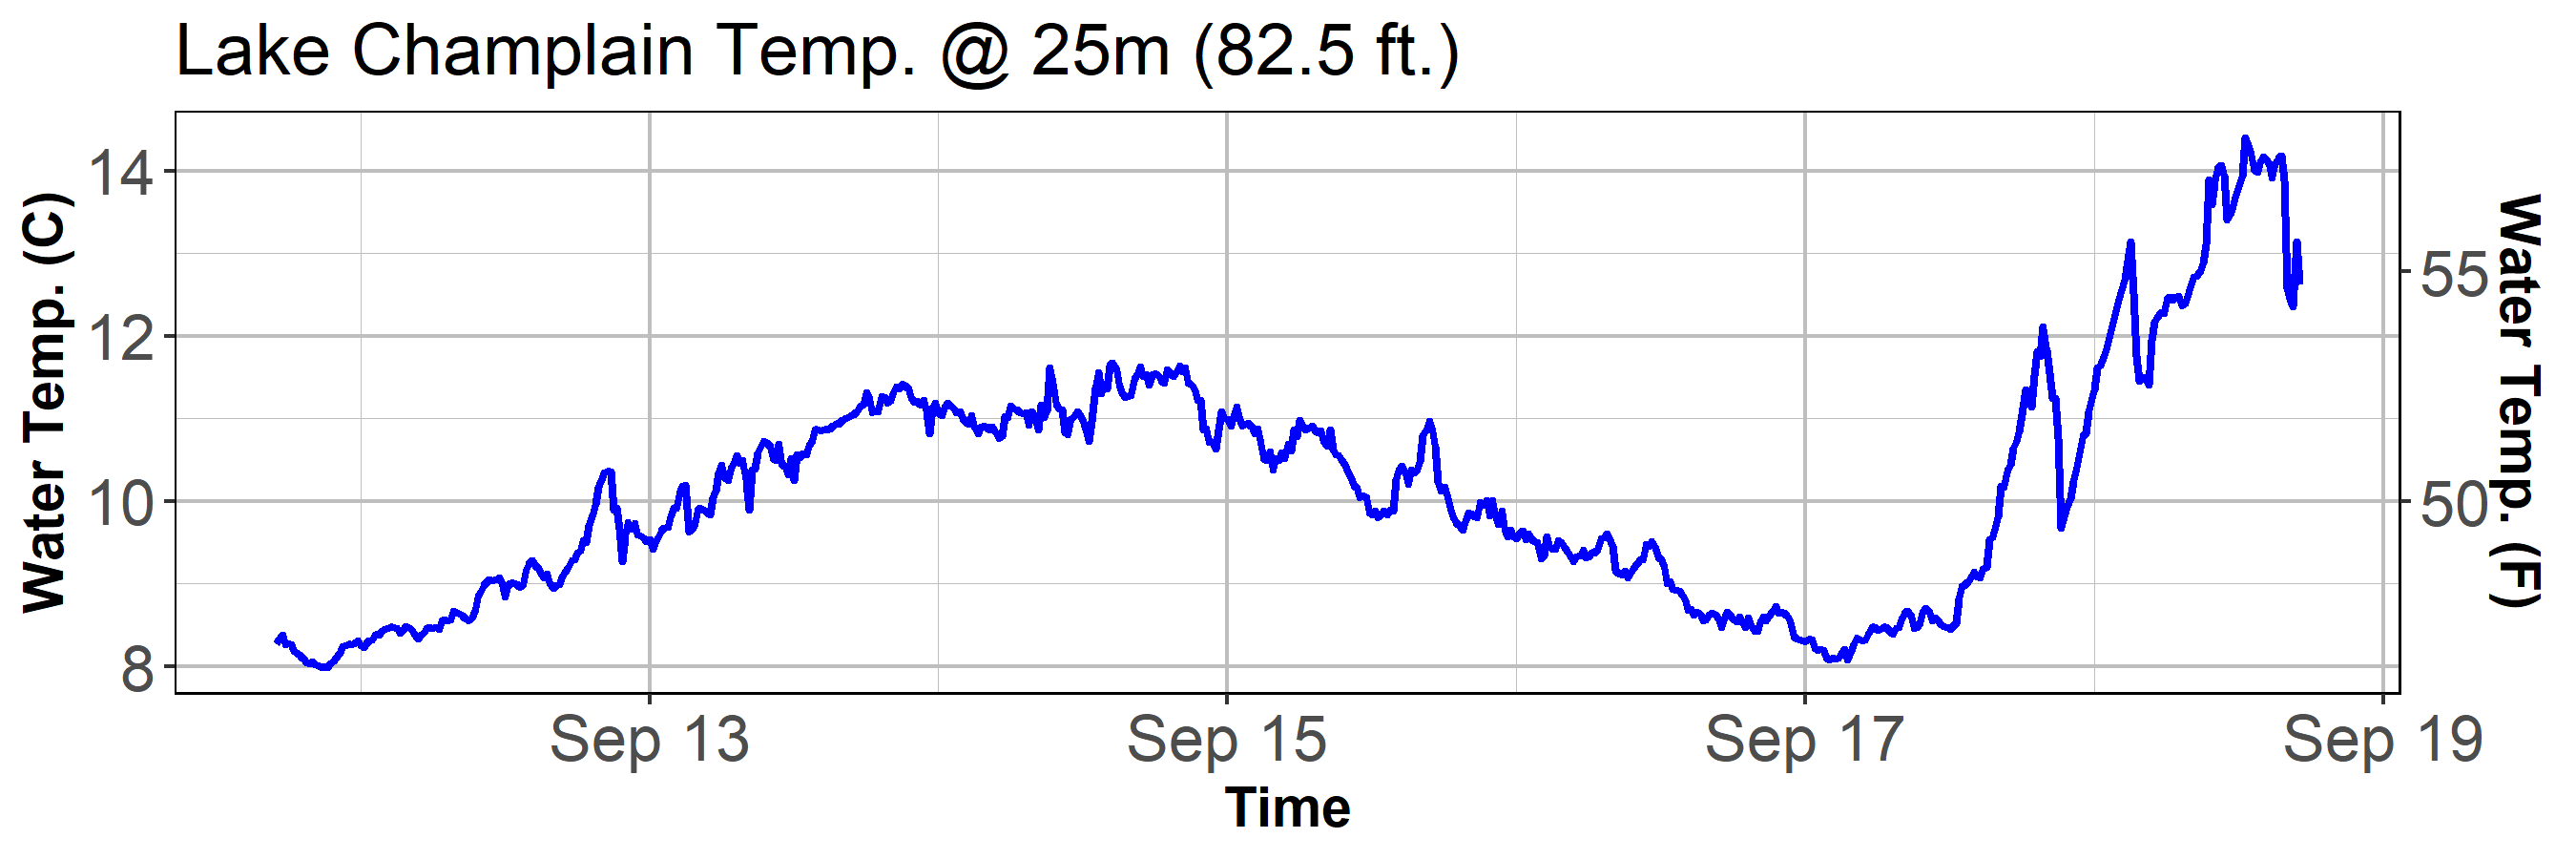 Lake Champlain Temp. @ 25m (82.5 ft.)
Water Temp. (C)
14
12
10
8
55
50
Water Temp. (F)
Sep 13
Sep 15
Sep 17
Sep 19
Time